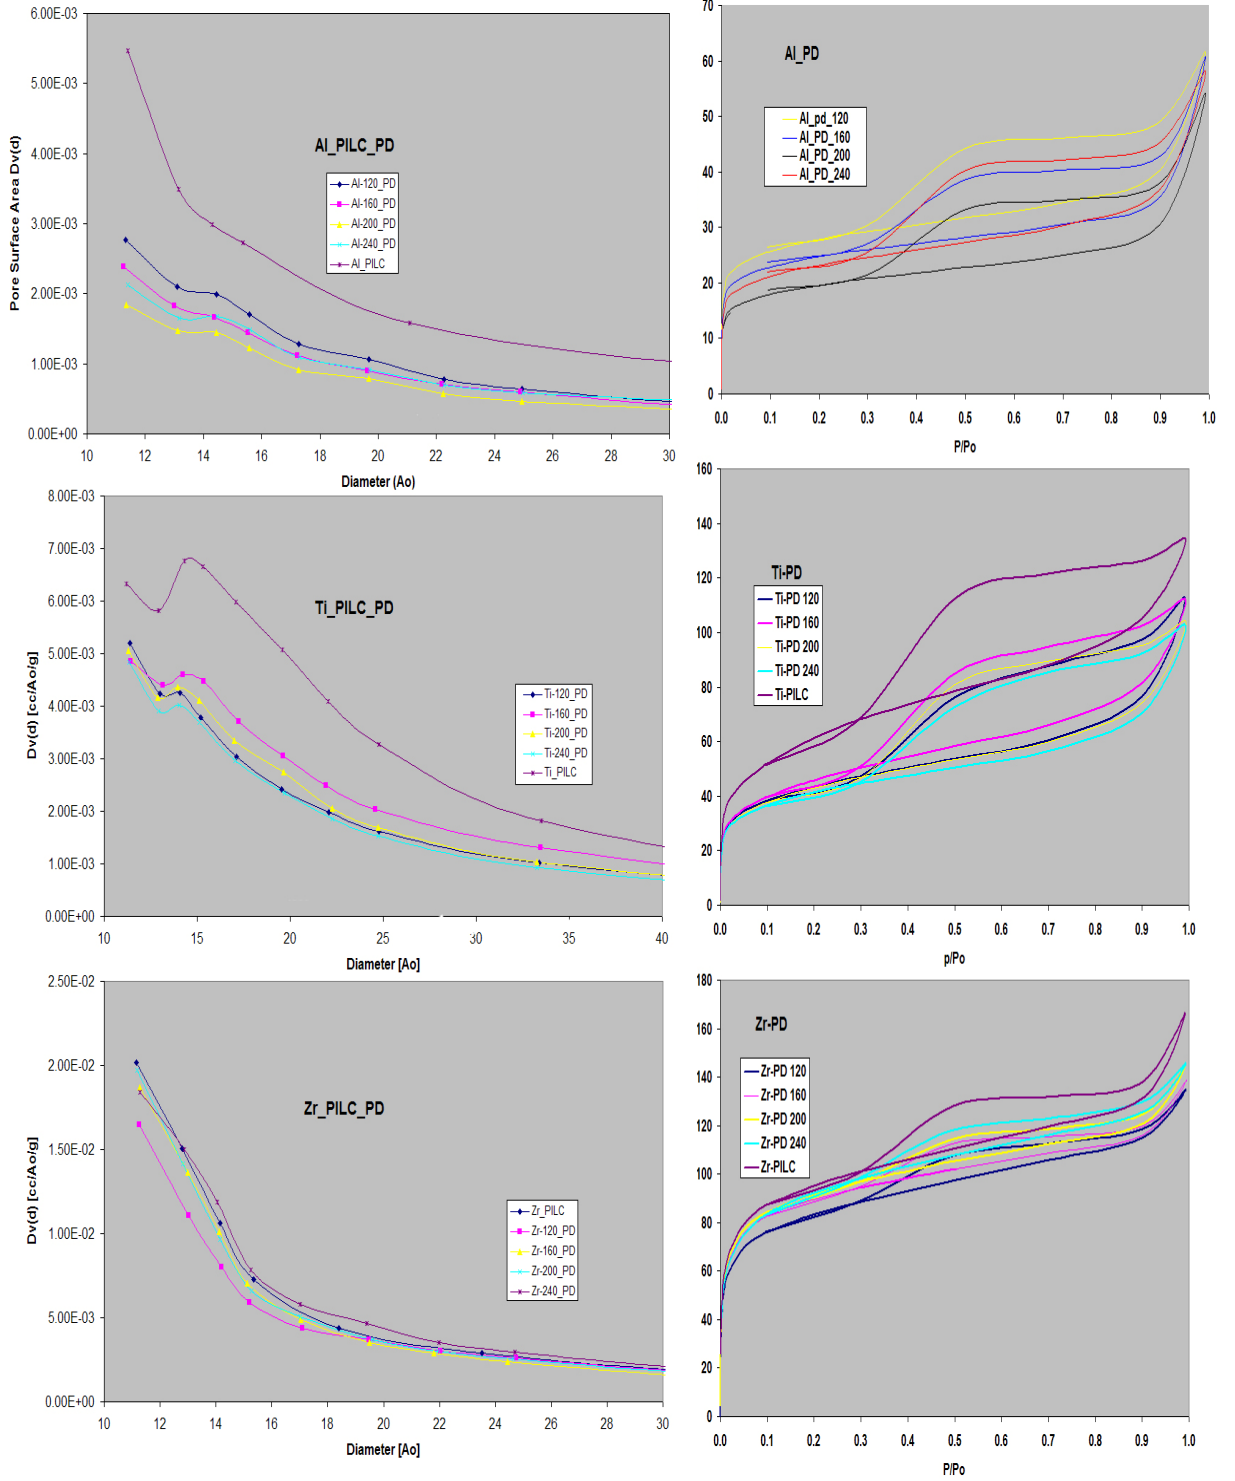 6.00E-03
5.00E-03
4.00E-03
3.00E-03
2.00E-03
1.00E-03
0.00E+00
Pore Surface Area Dv(d)
Al_PILC_PD
Al-120_PD
Al-160_PD
Al-200_PD
Al-240_PD
Al_PILC
10 12 14 16 18 20 22 24 26 28 30
Diameter (Ao)
70
60
50
40
30
20
10
0
Al_PD
Al_pd_120
Al_PD_160
Al_PD_200
Al_PD_240
0.0 0.1 0.2 0.3 0.4 0.5 0.6 0.7 0.8 0.9 1.0
P/Po
8.00E-03
7.00E-03
6.00E-03
5.00E-03
4.00E-03
3.00E-03
2.00E-03
1.00E-03
0.00E+00
Dv(d) [cc/Ao/g]
Ti_PILC_PD
Ti-120_PD
Ti-160_PD
Ti-200_PD
Ti-240_PD
Ti_PILC
10 15 20 25 30 35 40
Diameter [Ao]
160
140
120
100
80
60
40
20
0
Ti-PD
Ti-PD 120
Ti-PD 160
Ti-PD 200
Ti-PD 240
Ti-PILC
0.0 0.1 0.2 0.3 0.4 0.5 0.6 0.7 0.8 0.9 1.0
p/Po
2.50E-02
2.00E-02
1.50E-02
1.00E-02
5.00E-03
0.00E+00
Dv(d) [cc/Ao/g]
Zr_PILC_PD
Zr_PILC
Zr-120_PD
Zr-160_PD
Zr-200_PD
Zr-240_PD
10 12 14 16 18 20 22 24 26 28 30
Diameter [Ao]
180
160
140
120
100
80
60
40
20
0
Zr-PD
Zr-PD 120
Zr-PD 160
Zr-PD 200
Zr-PD 240
Zr-PILC
0.0 0.1 0.2 0.3 0.4 0.5 0.6 0.7 0.8 0.9 1.0
P/Po